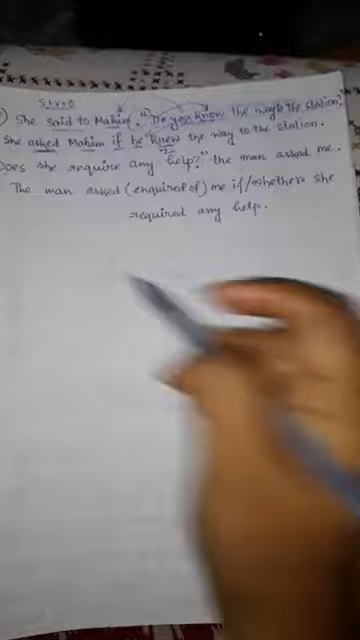 S+V+O
She said to Mahim, "Do you know the way to the station?
She asked Mahim if he knew the way to the station.
Does she require any help?" the man asked me.
The man asked (enquired of) me if/whether she
required any help.